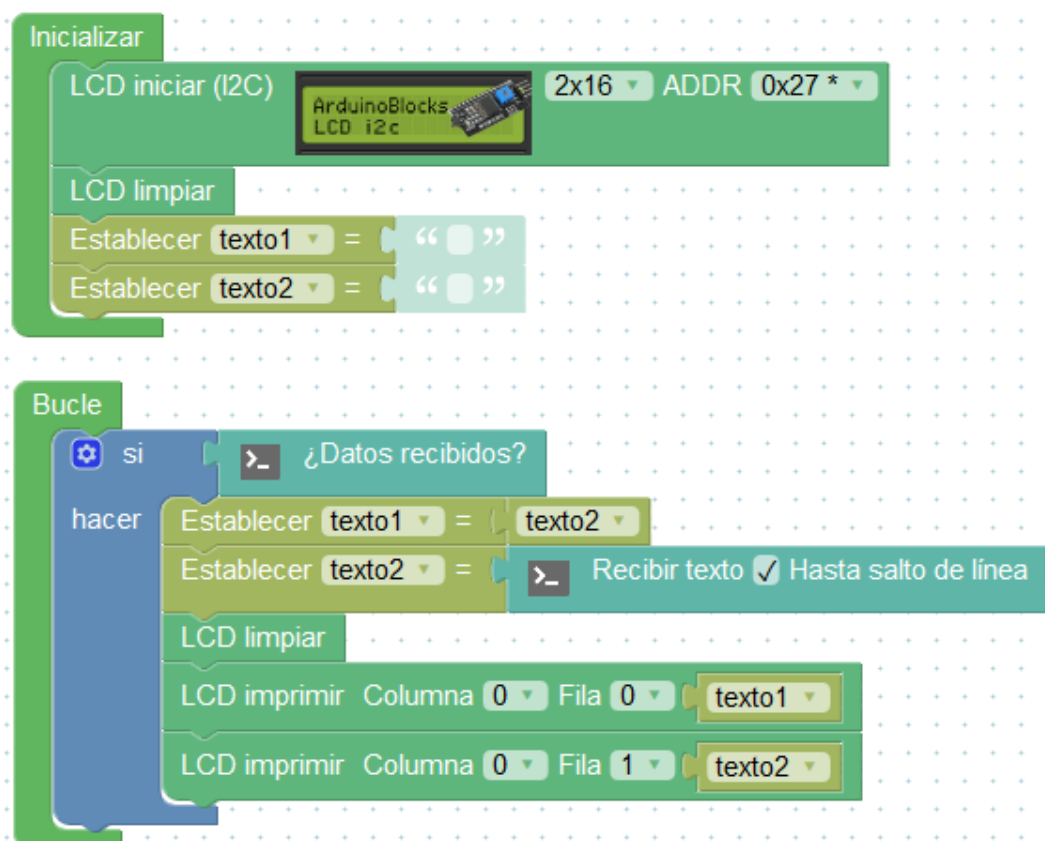 Inicializar
LCD iniciar (I2C) ArduinoBlocks LCD i2c 2x16 ADDR 0x27 *
LCD limpiar
Establecer texto1 = “ ”
Establecer texto2 = “ ”
Bucle
si >_ ¿Datos recibidos?
hacer Establecer texto1 = texto2
Establecer texto2 = >_ Recibir texto ✓ Hasta salto de línea
LCD limpiar
LCD imprimir Columna 0 Fila 0 texto1
LCD imprimir Columna 0 Fila 1 texto2